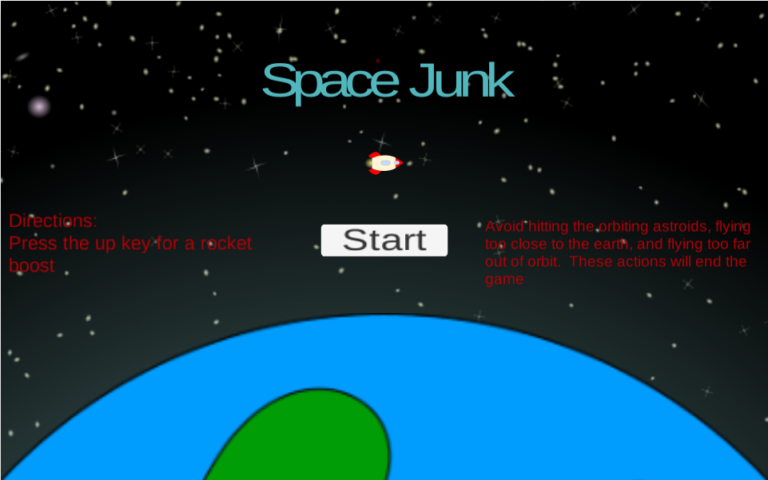 Space Junk
Directions:
Press the up key for a rocket
boost
Start
Avoid hitting the orbiting astroids, flying
too close to the earth, and flying too far
out of orbit.  These actions will end the
game